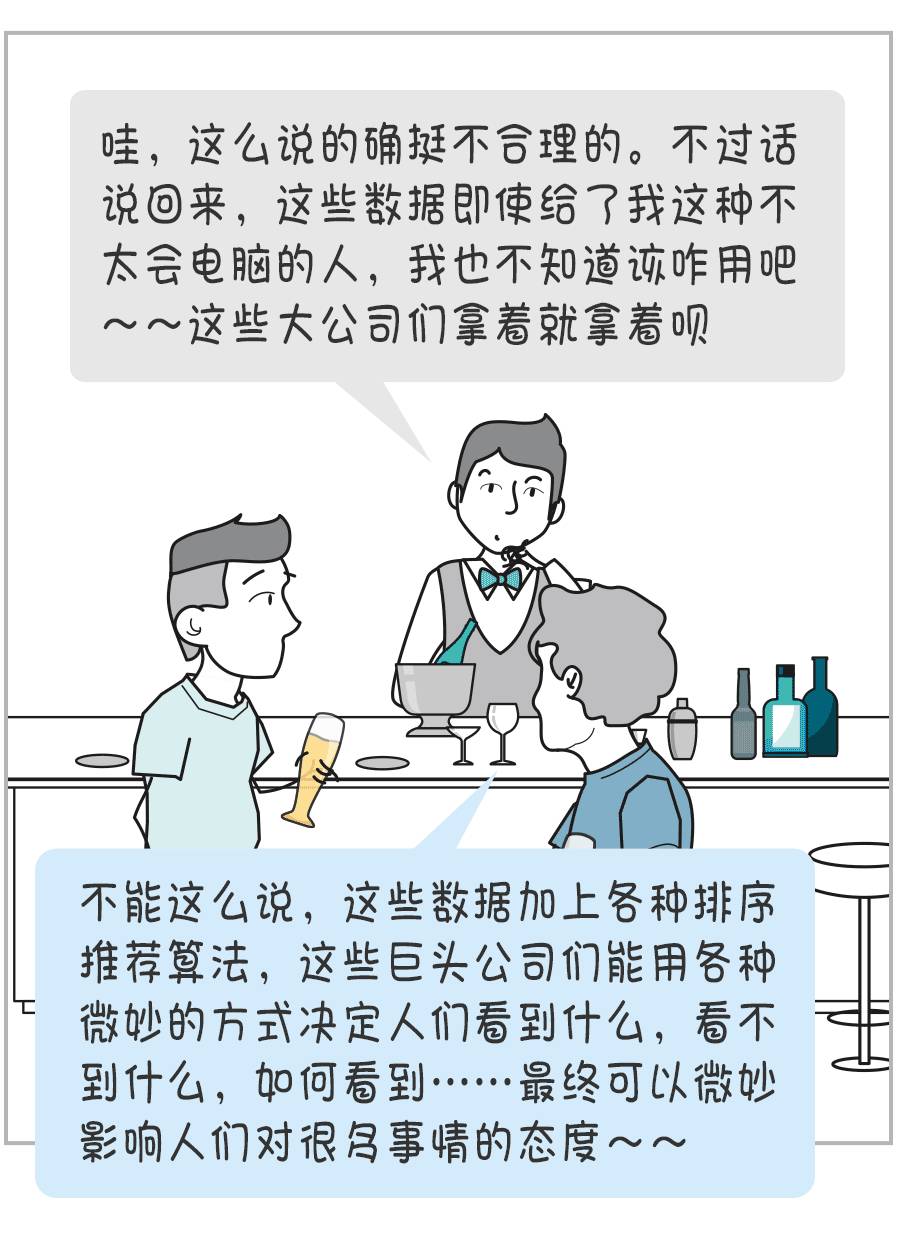 哇，这么说的确挺不合理的。不过话
说回来，这些数据即使给了我这种不
太会电脑的人，我也不知道该咋用吧
～～这些大公司们拿着就拿着呗
不能这么说，这些数据加上各种排序
推荐算法，这些巨头公司们能用各种
微妙的方式决定人们看到什么，看不
到什么，如何看到……最终可以微妙
影响人们对很多事情的态度～～